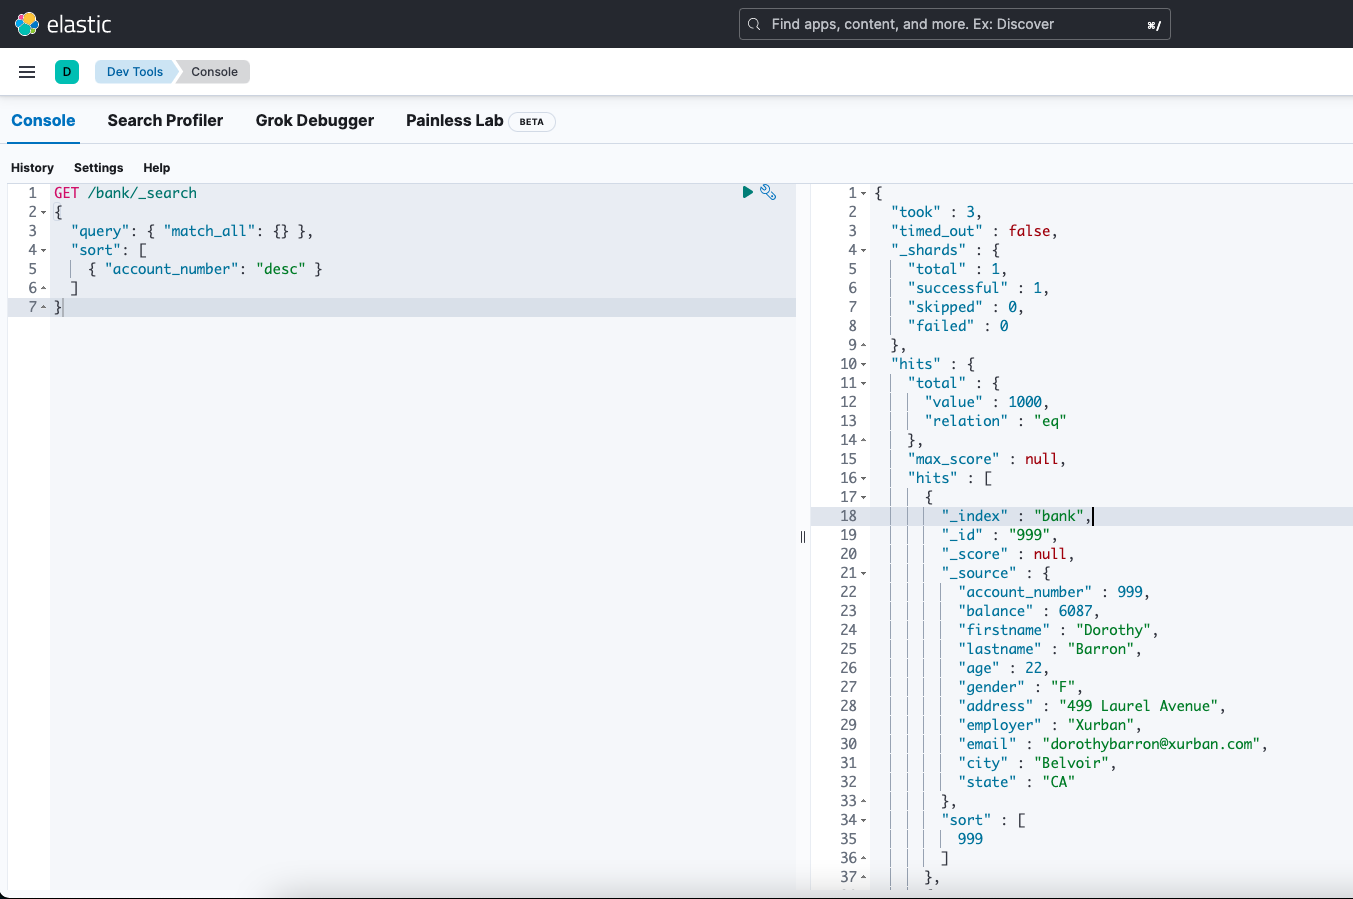 elastic
Find apps, content, and more. Ex: Discover ⌘/
D Dev Tools Console
Console Search Profiler Grok Debugger Painless Lab BETA
History Settings Help
1 GET /bank/_search
2 {
3 "query": { "match_all": {} },
4 "sort": [
5 { "account_number": "desc" }
6 ]
7 }
1 {
2 "took" : 3,
3 "timed_out" : false,
4 "_shards" : {
5 "total" : 1,
6 "successful" : 1,
7 "skipped" : 0,
8 "failed" : 0
9 },
10 "hits" : {
11 "total" : {
12 "value" : 1000,
13 "relation" : "eq"
14 },
15 "max_score" : null,
16 "hits" : [
17 {
18 "_index" : "bank",
19 "_id" : "999",
20 "_score" : null,
21 "_source" : {
22 "account_number" : 999,
23 "balance" : 6087,
24 "firstname" : "Dorothy",
25 "lastname" : "Barron",
26 "age" : 22,
27 "gender" : "F",
28 "address" : "499 Laurel Avenue",
29 "employer" : "Xurban",
30 "email" : "dorothybarron@xurban.com",
31 "city" : "Belvoir",
32 "state" : "CA"
33 },
34 "sort" : [
35 999
36 ]
37 },